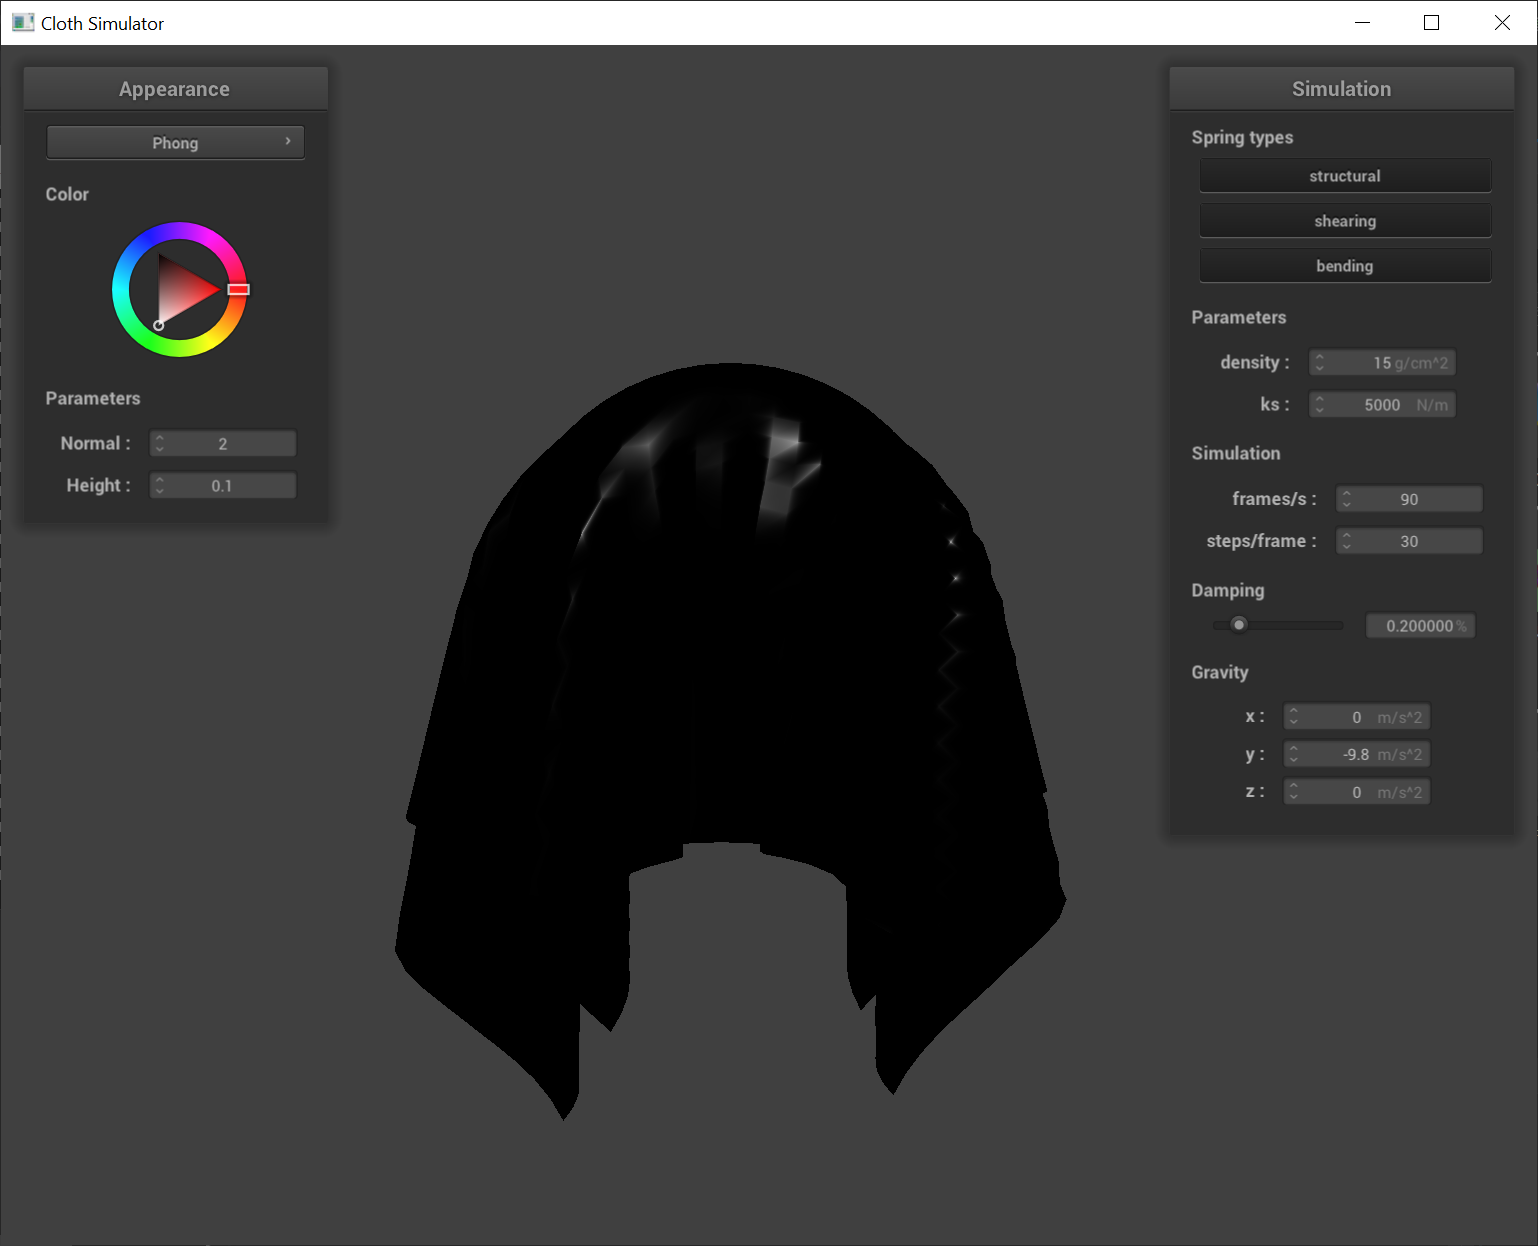 Cloth Simulator
Appearance
Phong
Color
Parameters
Normal : 2
Height : 0.1
Simulation
Spring types
structural
shearing
bending
Parameters
density : 15 g/cm^2
ks : 5000 N/m
Simulation
frames/s : 90
steps/frame : 30
Damping
0.200000 %
Gravity
x : 0 m/s^2
y : -9.8 m/s^2
z : 0 m/s^2